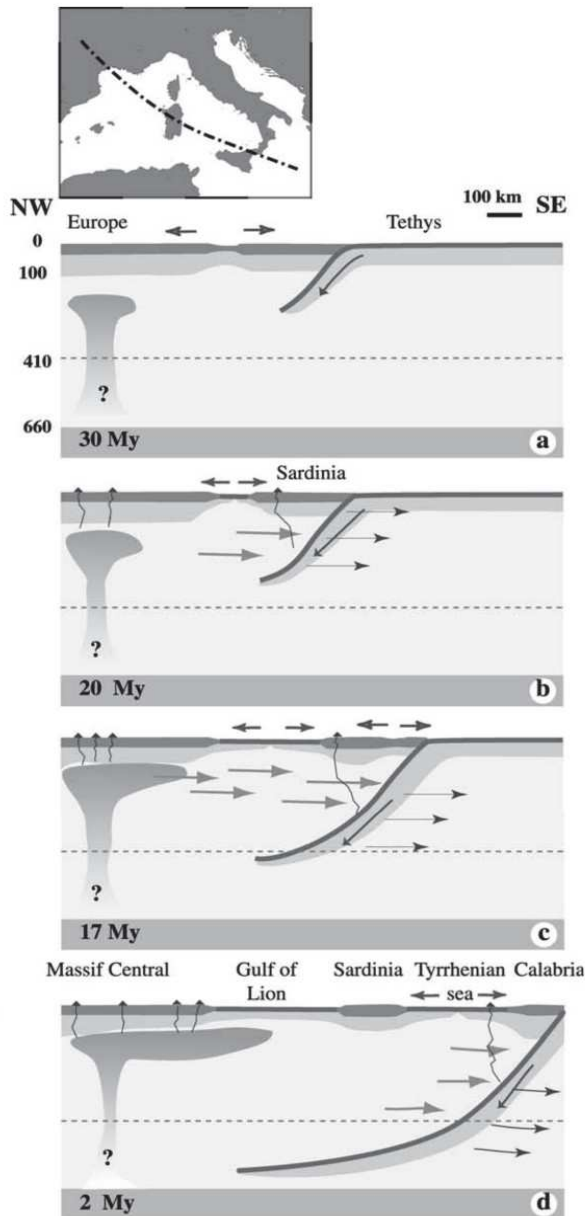 100 km
NW SE
Europe Tethys
0
100
410
?
660
30 My a
Sardinia
?
20 My b
?
17 My c
Massif Central Gulf of Lion Sardinia Tyrrhenian sea Calabria
?
2 My d